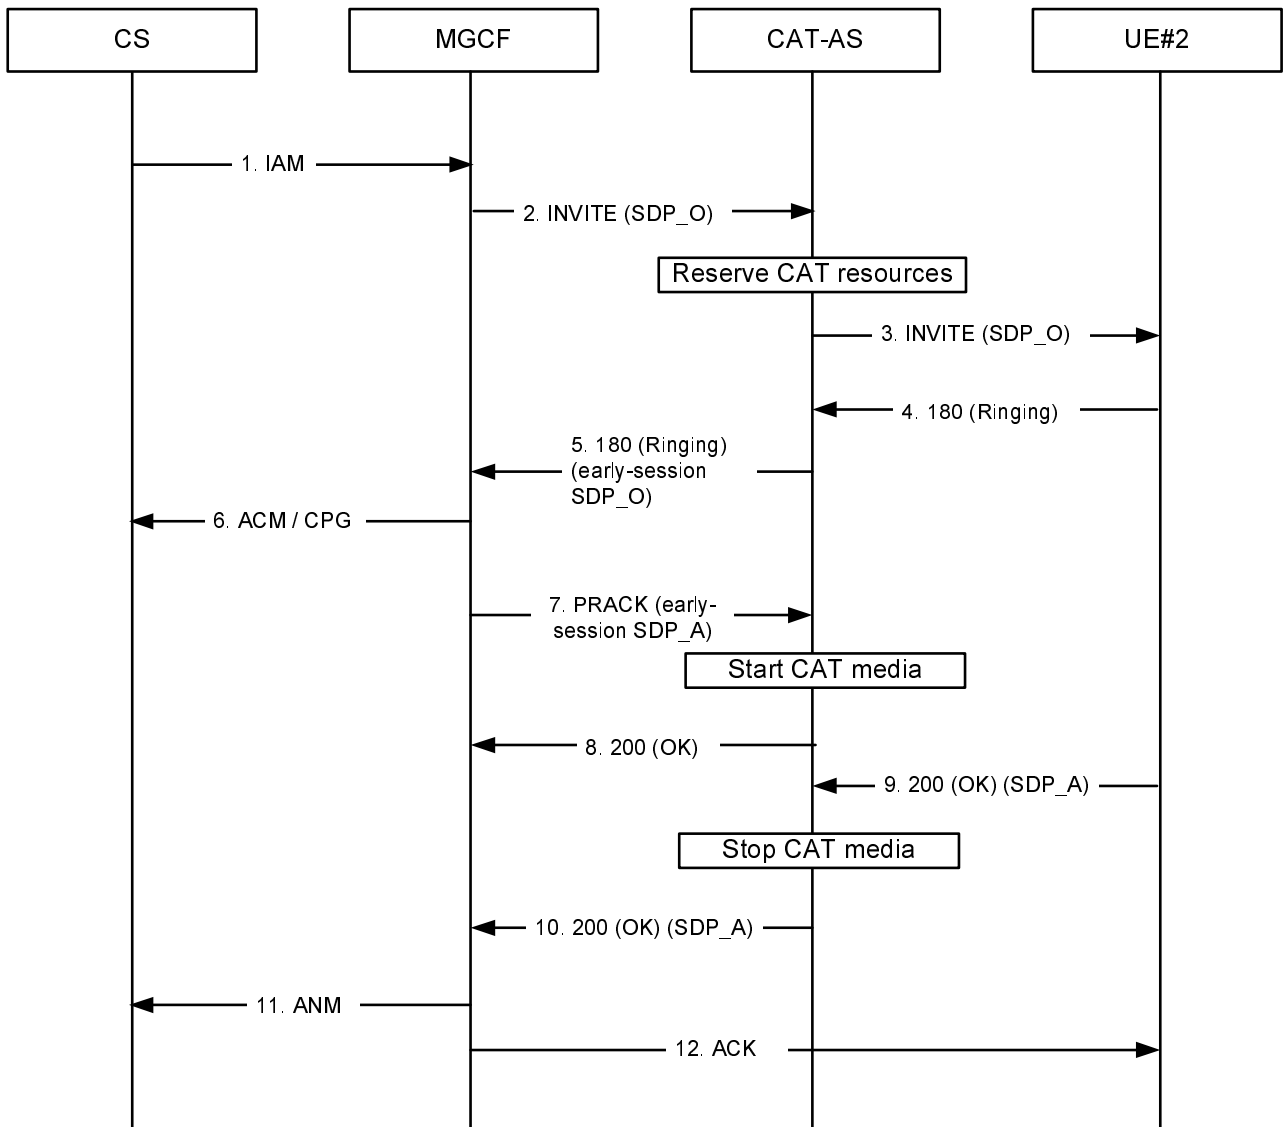 CS
MGCF
CAT-AS
UE#2
1. IAM
2. INVITE (SDP_O)
Reserve CAT resources
3. INVITE (SDP_O)
4. 180 (Ringing)
5. 180 (Ringing)
(early-session
SDP_O)
6. ACM / CPG
7. PRACK (early-
session SDP_A)
Start CAT media
8. 200 (OK)
9. 200 (OK) (SDP_A)
Stop CAT media
10. 200 (OK) (SDP_A)
11. ANM
12. ACK